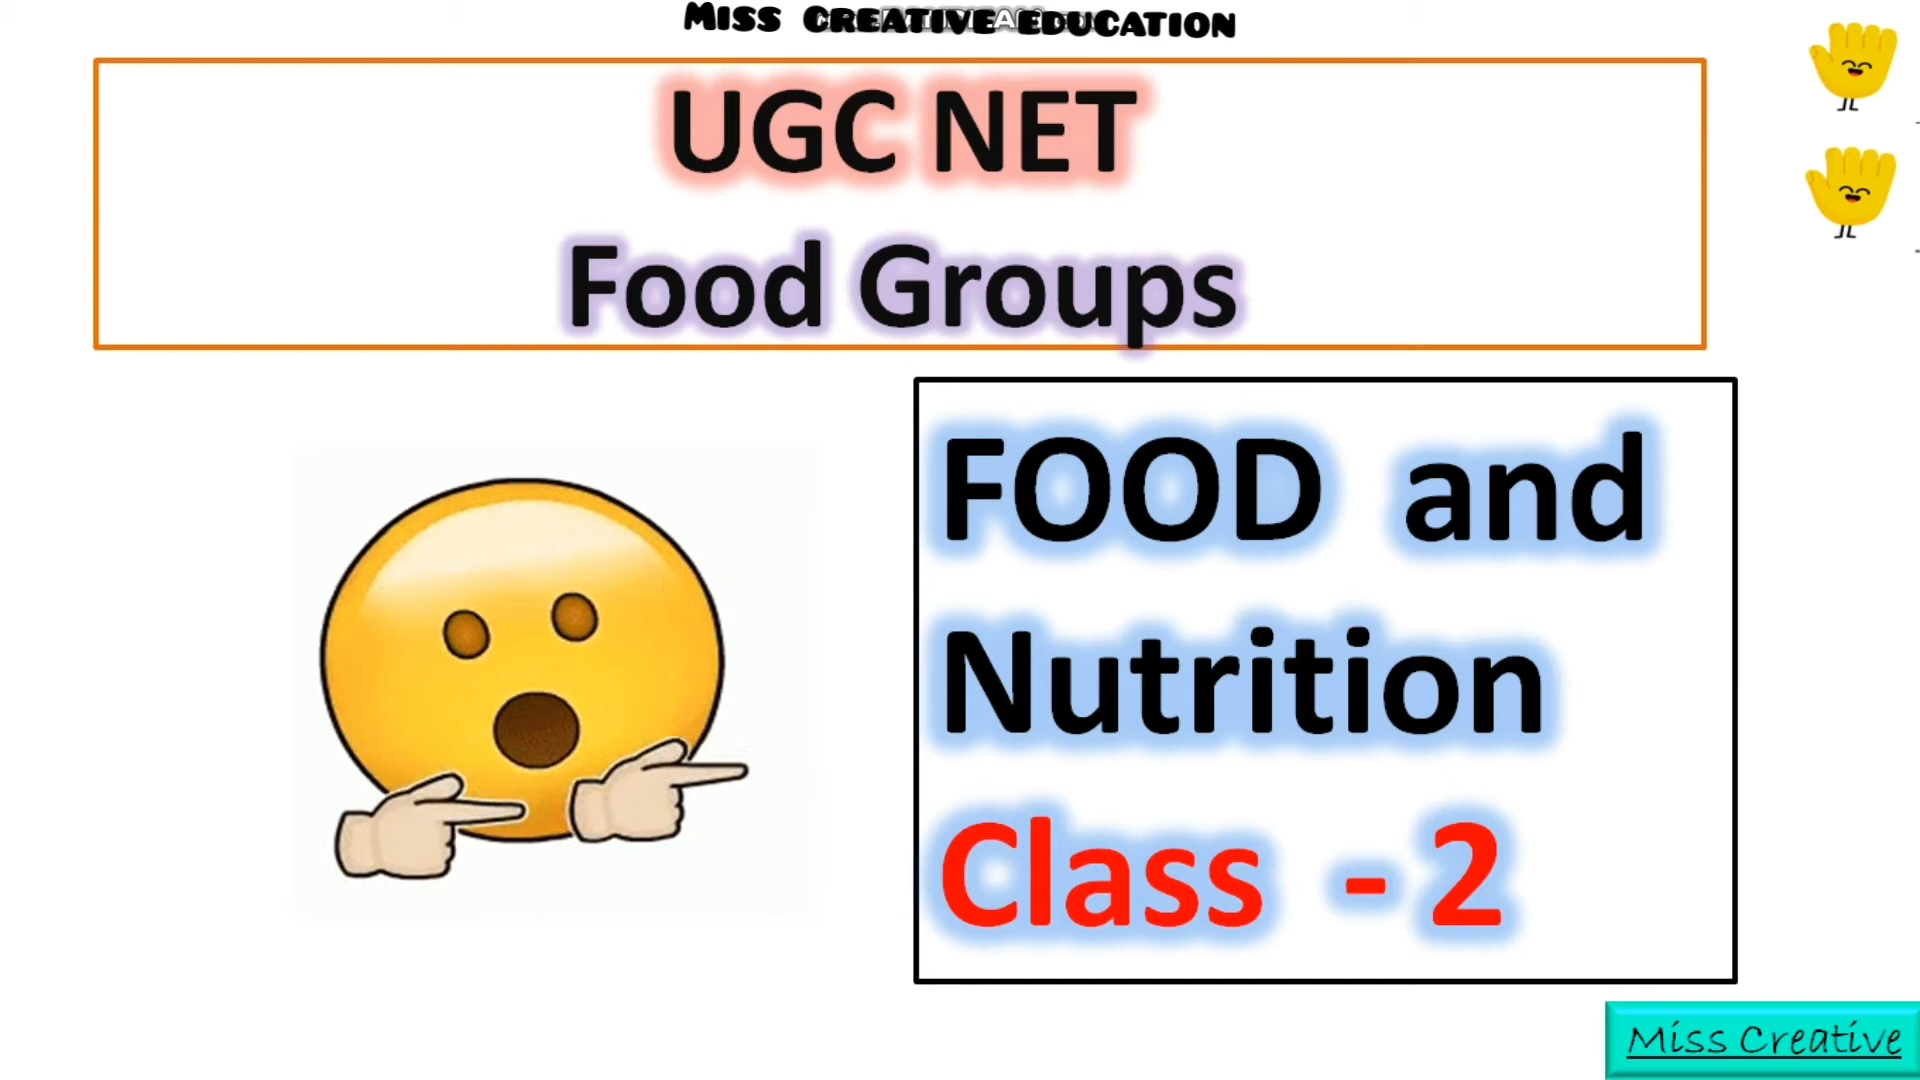 Miss Creative education
UGC NET
Food Groups
FOOD and
Nutrition
Class - 2
Miss Creative